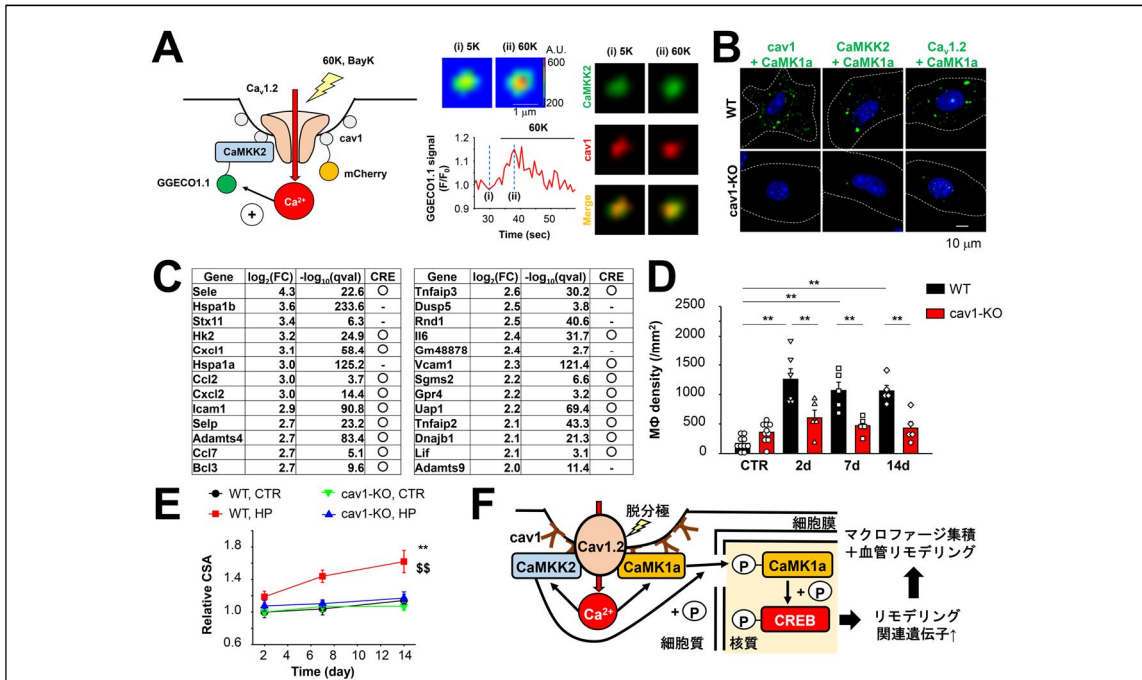 A
60K, BayK
Cav1.2
cav1
CaMKK2
mCherry
GGECO1.1
Ca2+
+
(i) 5K
(ii) 60K
A.U.
600
200
1 μm
60K
GGECO1.1 signal
(F/F0)
1.2
1.1
1.0
0.9
(i)
(ii)
30 40 50
Time (sec)
(i) 5K
(ii) 60K
CaMKK2
cav1
Merge
B
cav1
+ CaMK1a
CaMKK2
+ CaMK1a
Cav1.2
+ CaMK1a
WT
cav1-KO
10 μm
C
Gene log2(FC) -log10(qval) CRE
Sele 4.3 22.6 ○
Hspa1b 3.6 233.6 -
Stx11 3.4 6.3 -
Hk2 3.2 24.9 ○
Cxcl1 3.1 58.4 ○
Hspa1a 3.0 125.2 -
Ccl2 3.0 3.7 ○
Cxcl2 3.0 14.4 ○
Icam1 2.9 90.8 ○
Selp 2.7 23.2 ○
Adamts4 2.7 83.4 ○
Ccl7 2.7 5.1 ○
Bcl3 2.7 9.6 ○
Gene log2(FC) -log10(qval) CRE
Tnfaip3 2.6 30.2 ○
Dusp5 2.5 3.8 -
Rnd1 2.5 40.6 -
Il6 2.4 31.7 ○
Gm48878 2.4 2.7 -
Vcam1 2.3 121.4 ○
Sgms2 2.2 6.6 ○
Gpr4 2.2 3.2 ○
Uap1 2.2 69.4 ○
Tnfaip2 2.1 43.3 ○
Dnajb1 2.1 21.3 ○
Lif 2.1 3.1 ○
Adamts9 2.0 11.4 -
D
WT
cav1-KO
**
**
** ** ** **
MΦ density (/mm2)
2500
2000
1500
1000
500
0
CTR 2d 7d 14d
E
WT, CTR
cav1-KO, CTR
WT, HP
cav1-KO, HP
**
$$
Relative CSA
1.8
1.4
1.0
0.6
0 2 4 6 8 10 12 14
Time (day)
F
脱分極
cav1
Cav1.2
CaMKK2
CaMK1a
Ca2+
+ P
細胞膜
細胞質
核質
P
CaMK1a
+ P
P
CREB
マクロファージ集積
＋血管リモデリング
リモデリング
関連遺伝子↑